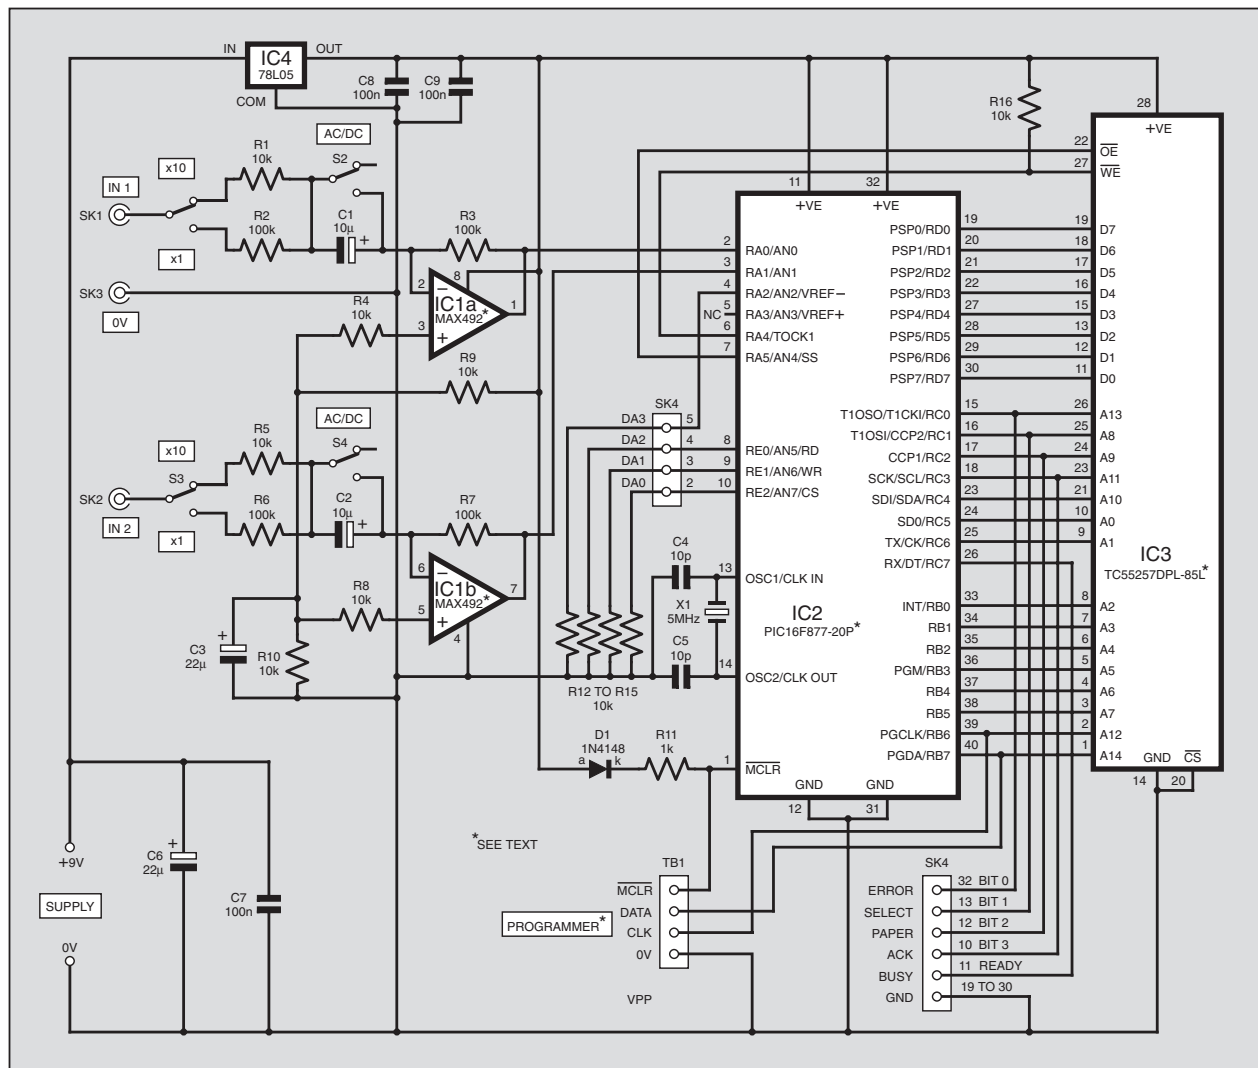 IN
IC4
78L05
OUT
COM
C8
100n
C9
100n
R16
10k
28
+VE
22
OE
27
WE
AC/DC
S2
R1
10k
x10
IN 1
SK1
R2
100k
C1
10µ
+
x1
R3
100k
SK3
0V
R4
10k
2
−
8
IC1a
MAX492*
3
+
1
R9
10k
11
+VE
32
+VE
2 RA0/AN0
3 RA1/AN1
4 RA2/AN2/VREF−
NC 5 RA3/AN3/VREF+
6 RA4/TOCK1
7 RA5/AN4/SS
PSP0/RD0 19 19 D7
PSP1/RD1 20 18 D6
PSP2/RD2 21 17 D5
PSP3/RD3 22 16 D4
PSP4/RD4 27 15 D3
PSP5/RD5 28 13 D2
PSP6/RD6 29 12 D1
PSP7/RD7 30 11 D0
T1OSO/T1CKI/RC0 15 26 A13
T1OSI/CCP2/RC1 16 25 A8
CCP1/RC2 17 24 A9
SCK/SCL/RC3 18 23 A11
SDI/SDA/RC4 23 21 A10
SD0/RC5 24 10 A0
TX/CK/RC6 25 9 A1
RX/DT/RC7 26
IC3
TC55257DPL-85L*
INT/RB0 33 8 A2
RB1 34 7 A3
RB2 35 6 A4
PGM/RB3 36 5 A5
RB4 37 4 A6
RB5 38 3 A7
PGCLK/RB6 39 2 A12
PGDA/RB7 40 1 A14
GND
CS
14
20
SK4
DA3 5
DA2 4 8 RE0/AN5/RD
DA1 3 9 RE1/AN6/WR
DA0 2 10 RE2/AN7/CS
AC/DC
S4
x10
R5
10k
S3
SK2
IN 2
R6
100k
C2
10µ
+
x1
R7
100k
6
−
IC1b
MAX492*
5
+
7
4
R8
10k
C3
22µ
+
R10
10k
C4
10p
13 OSC1/CLK IN
X1
5MHz
C5
10p
14 OSC2/CLK OUT
IC2
PIC16F877-20P*
R12 TO R15
10k
D1
1N4148
a
k
R11
1k
1 MCLR
GND
12
GND
31
+9V
SUPPLY
0V
+
C6
22µ
C7
100n
*SEE TEXT
TB1
MCLR
DATA
CLK
0V
PROGRAMMER*
VPP
SK4
ERROR 32 BIT 0
SELECT 13 BIT 1
PAPER 12 BIT 2
ACK 10 BIT 3
BUSY 11 READY
GND 19 TO 30